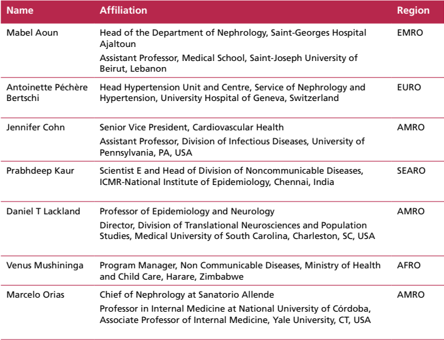 Name Affiliation Region
Mabel Aoun Head of the Department of Nephrology, Saint-Georges Hospital EMRO
Ajaltoun
Assistant Professor, Medical School, Saint-Joseph University of
Beirut, Lebanon
Antoinette Péchère Head Hypertension Unit and Centre, Service of Nephrology and EURO
Bertschi Hypertension, University Hospital of Geneva, Switzerland
Jennifer Cohn Senior Vice President, Cardiovascular Health AMRO
Assistant Professor, Division of Infectious Diseases, University of
Pennsylvania, PA, USA
Prabhdeep Kaur Scientist E and Head of Division of Noncommunicable Diseases, SEARO
ICMR-National Institute of Epidemiology, Chennai, India
Daniel T Lackland Professor of Epidemiology and Neurology AMRO
Director, Division of Translational Neurosciences and Population
Studies, Medical University of South Carolina, Charleston, SC, USA
Venus Mushininga Program Manager, Non Communicable Diseases, Ministry of Health AFRO
and Child Care, Harare, Zimbabwe
Marcelo Orias Chief of Nephrology at Sanatorio Allende AMRO
Professor in Internal Medicine at National University of Córdoba,
Associate Professor of Internal Medicine, Yale University, CT, USA